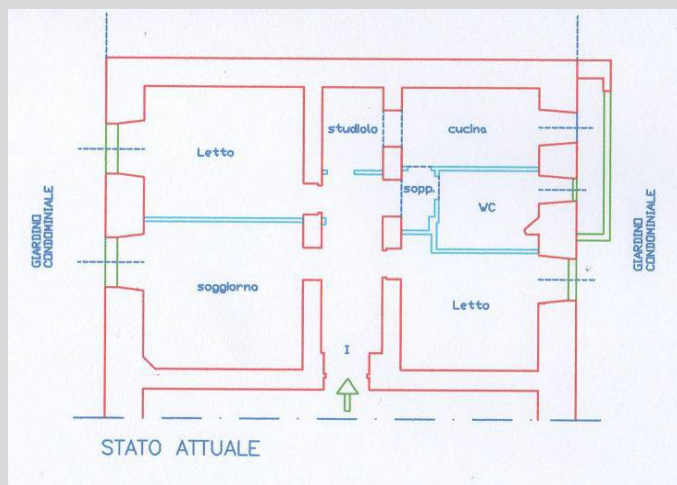 studiolo
cucina
Letto
sopp.
WC
GIARDINO
CONDOMINIALE
GIARDINO
CONDOMINIALE
soggiorno
Letto
I
STATO ATTUALE